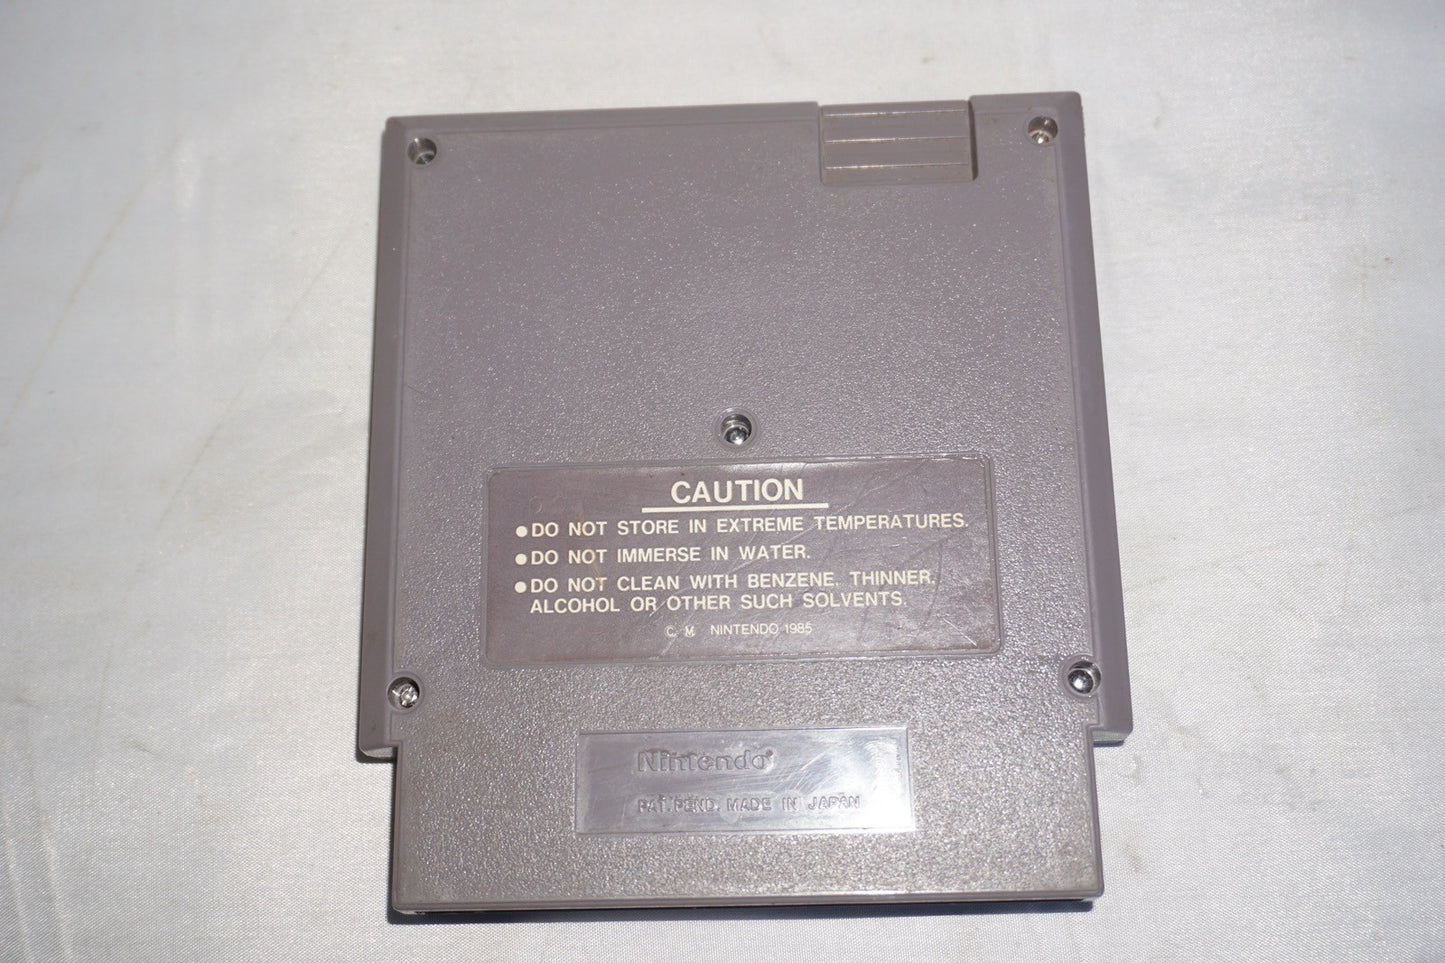 CAUTION
●DO NOT STORE IN EXTREME TEMPERATURES.
●DO NOT IMMERSE IN WATER.
●DO NOT CLEAN WITH BENZENE, THINNER,
ALCOHOL OR OTHER SUCH SOLVENTS.
C. M. NINTENDO 1985
Nintendo®
PAT. PEND. MADE IN JAPAN